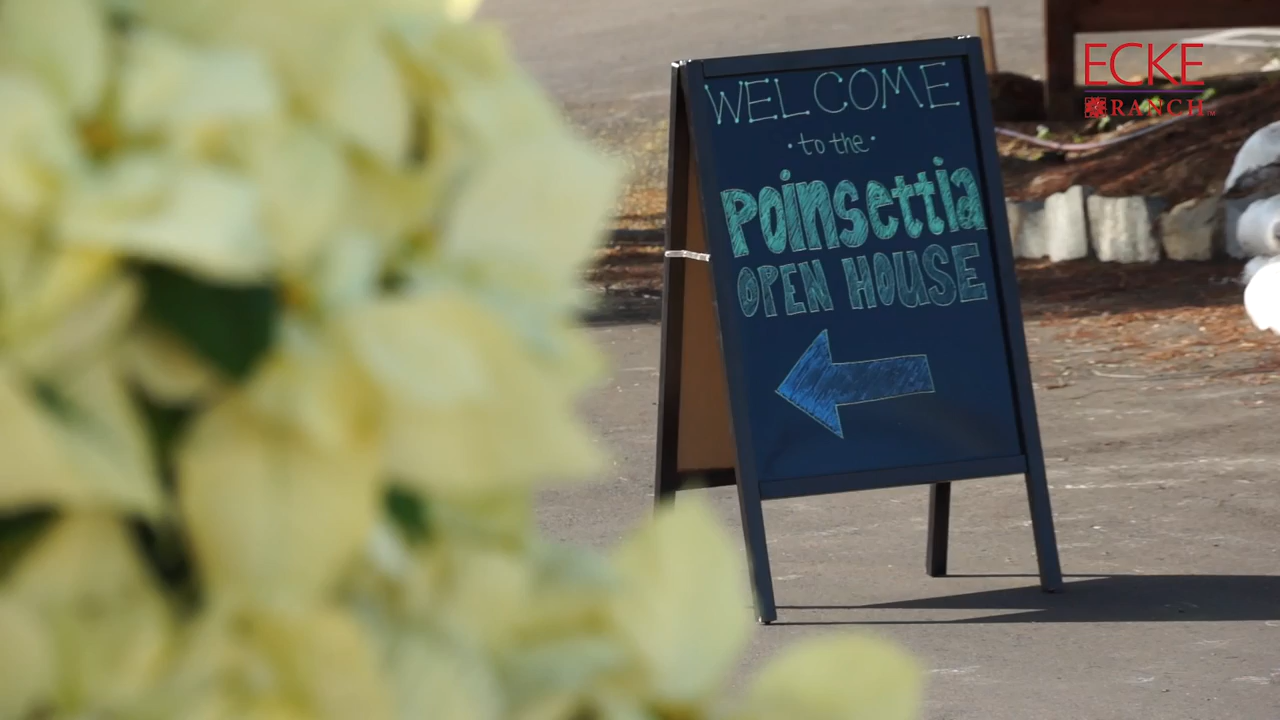 WELCOME
·to the·
Poinsettia
OPEN HOUSE
ECKE
RANCH